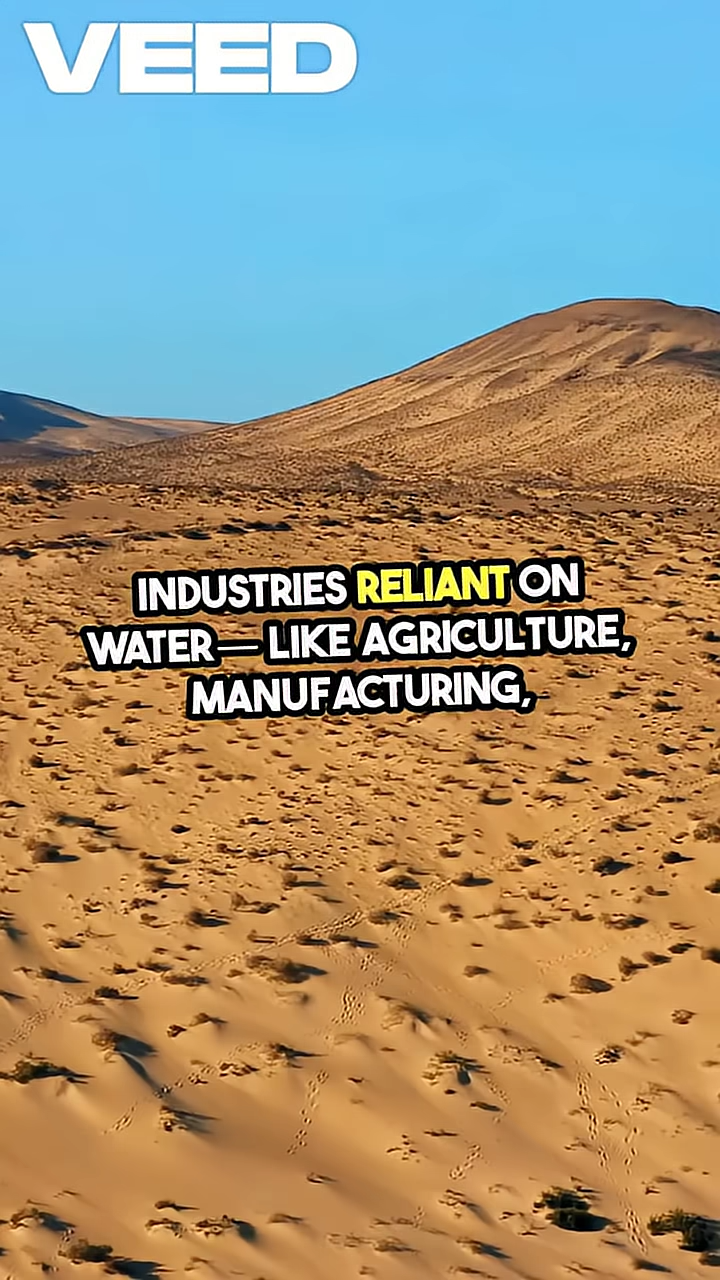 VEED
INDUSTRIES RELIANT ON
WATER— LIKE AGRICULTURE,
MANUFACTURING,